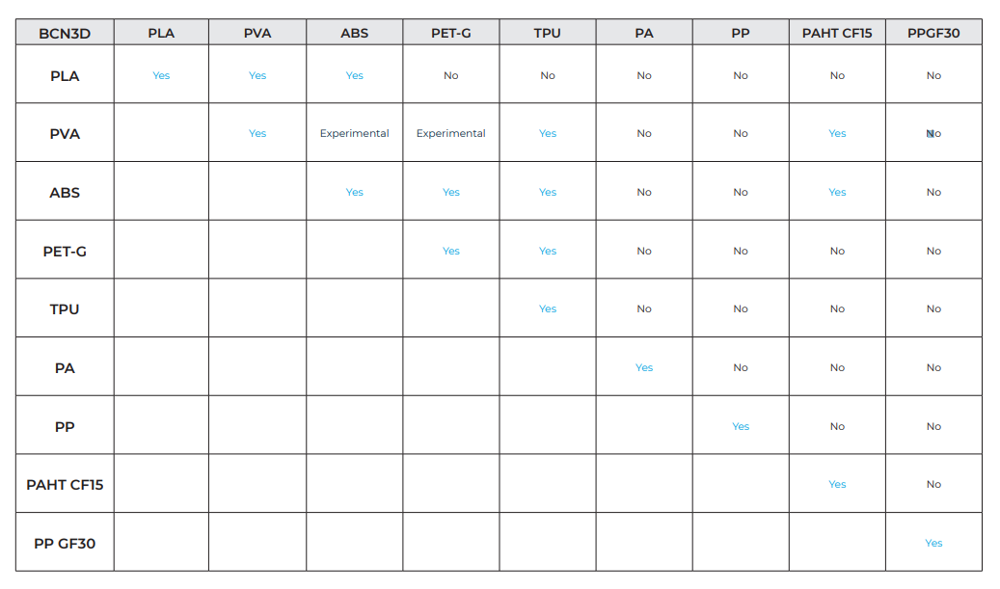 BCN3D PLA PVA ABS PET-G TPU PA PP PAHT CF15 PPGF30
PLA Yes Yes Yes No No No No No No
PVA Yes Experimental Experimental Yes No No Yes No
ABS Yes Yes Yes No No Yes No
PET-G Yes Yes No No No No
TPU Yes No No No No
PA Yes No No No
PP Yes No No
PAHT CF15 Yes No
PP GF30 Yes